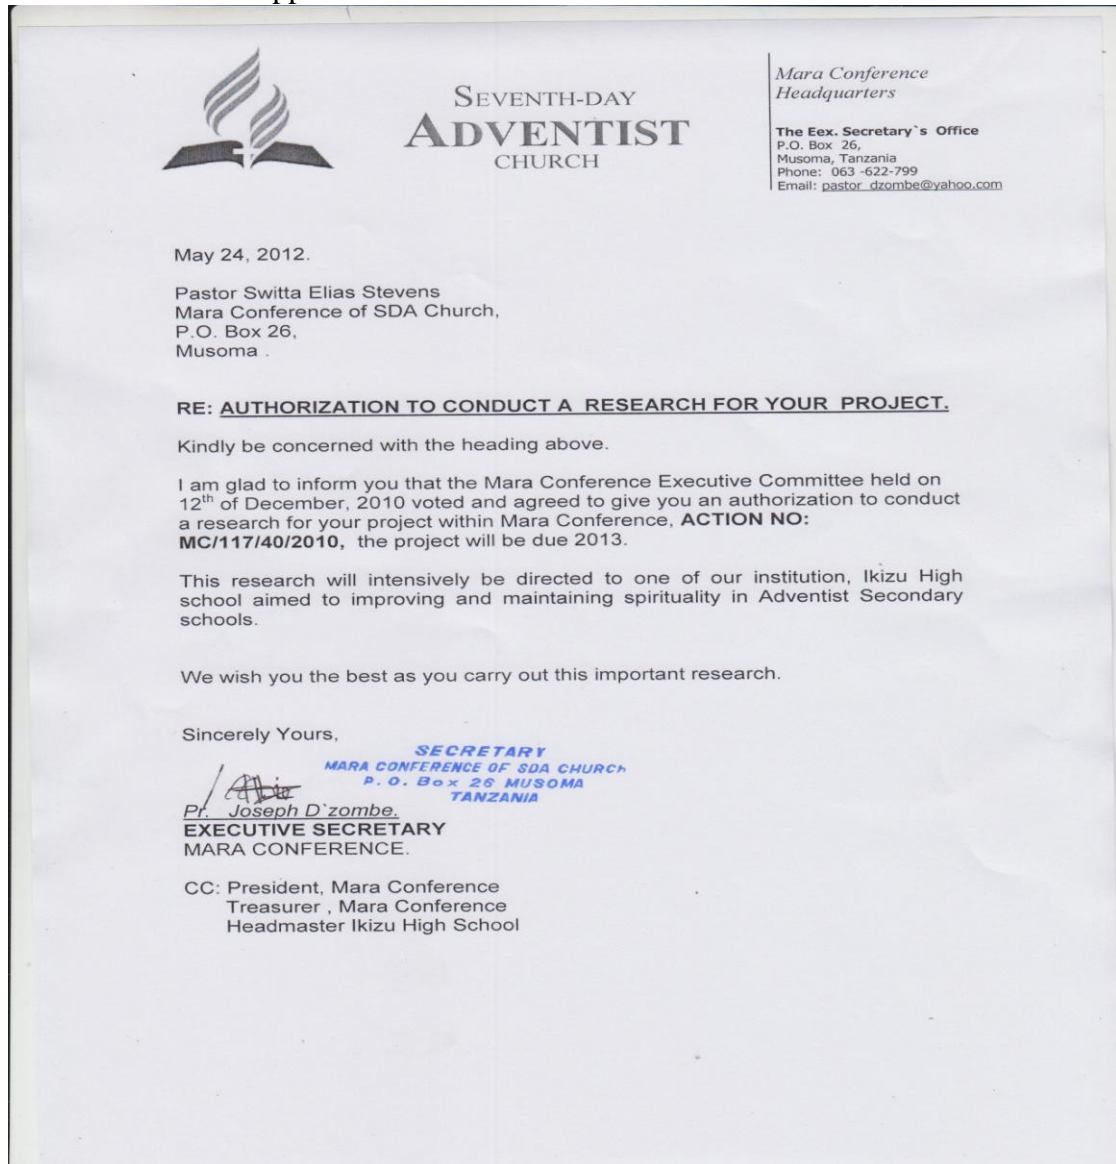 SEVENTH-DAY
ADVENTIST
CHURCH
Mara Conference
Headquarters
The Eex. Secretary`s Office
P.O. Box 26,
Musoma, Tanzania
Phone: 063 -622-799
Email: pastor_dzombe@yahoo.com
May 24, 2012.
Pastor Switta Elias Stevens
Mara Conference of SDA Church,
P.O. Box 26,
Musoma .
RE: AUTHORIZATION TO CONDUCT A RESEARCH FOR YOUR PROJECT.
Kindly be concerned with the heading above.
I am glad to inform you that the Mara Conference Executive Committee held on
12th of December, 2010 voted and agreed to give you an authorization to conduct
a research for your project within Mara Conference, ACTION NO:
MC/117/40/2010, the project will be due 2013.
This research will intensively be directed to one of our institution, Ikizu High
school aimed to improving and maintaining spirituality in Adventist Secondary
schools.
We wish you the best as you carry out this important research.
Sincerely Yours,
SECRETARY
MARA CONFERENCE OF SDA CHURCH
P. O. Box 26 MUSOMA
TANZANIA
Pr. Joseph D`zombe.
EXECUTIVE SECRETARY
MARA CONFERENCE.
CC: President, Mara Conference
Treasurer , Mara Conference
Headmaster Ikizu High School